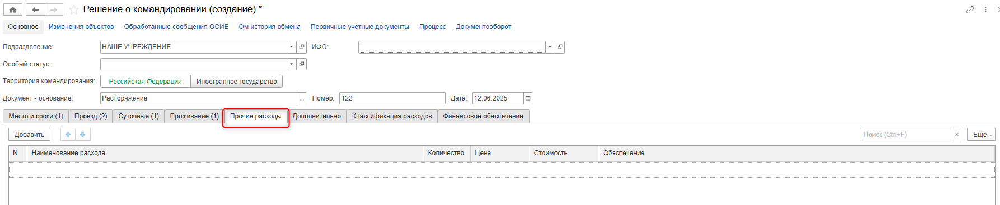 Решение о командировании (создание) *
Основное Изменения объектов Обработанные сообщения ОСИБ Ом история обмена Первичные учетные документы Процесс Документооборот
Подразделение: НАШЕ УЧРЕЖДЕНИЕ ИФО:
Особый статус:
Территория командирования: Российская Федерация Иностранное государство
Документ - основание: Распоряжение ... Номер: 122 Дата: 12.06.2025
Место и сроки (1) Проезд (2) Суточные (1) Проживание (1) Прочие расходы Дополнительно Классификация расходов Финансовое обеспечение
Добавить Поиск (Ctrl+F) × Еще
N Наименование расхода Количество Цена Стоимость Обеспечение